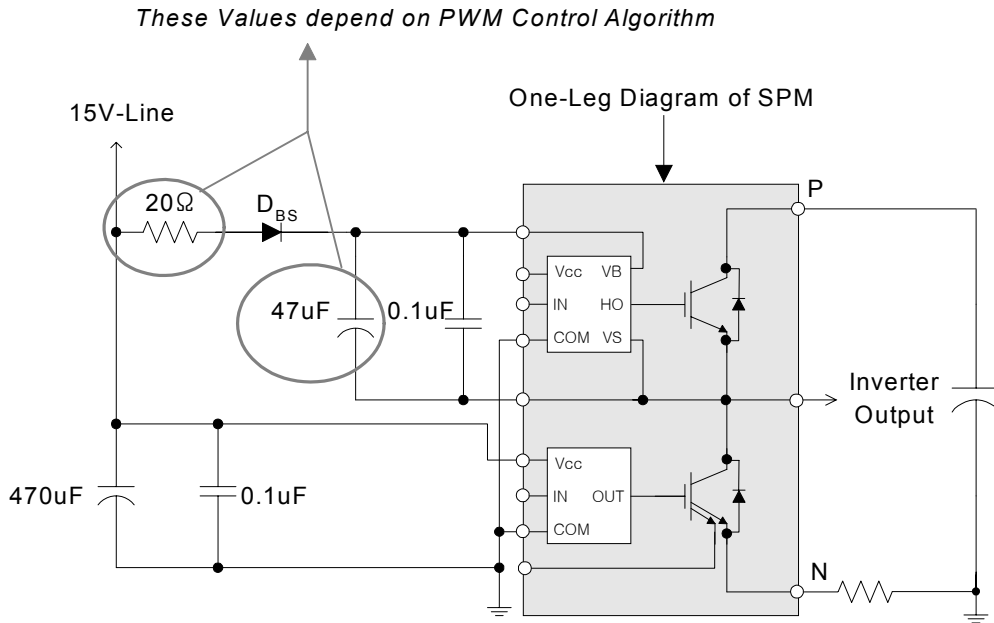 These Values depend on PWM Control Algorithm
One-Leg Diagram of SPM
15V-Line
P
20Ω
D_BS
Vcc VB
IN HO
COM VS
47uF
0.1uF
Inverter
Output
Vcc
IN OUT
COM
470uF
0.1uF
N